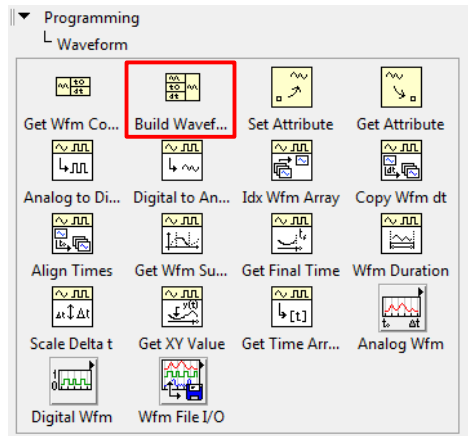 Programming
Waveform
Get Wfm Co... Build Wavef... Set Attribute Get Attribute
Analog to Di... Digital to An... Idx Wfm Array Copy Wfm dt
Align Times Get Wfm Su... Get Final Time Wfm Duration
Scale Delta t Get XY Value Get Time Arr... Analog Wfm
Digital Wfm Wfm File I/O